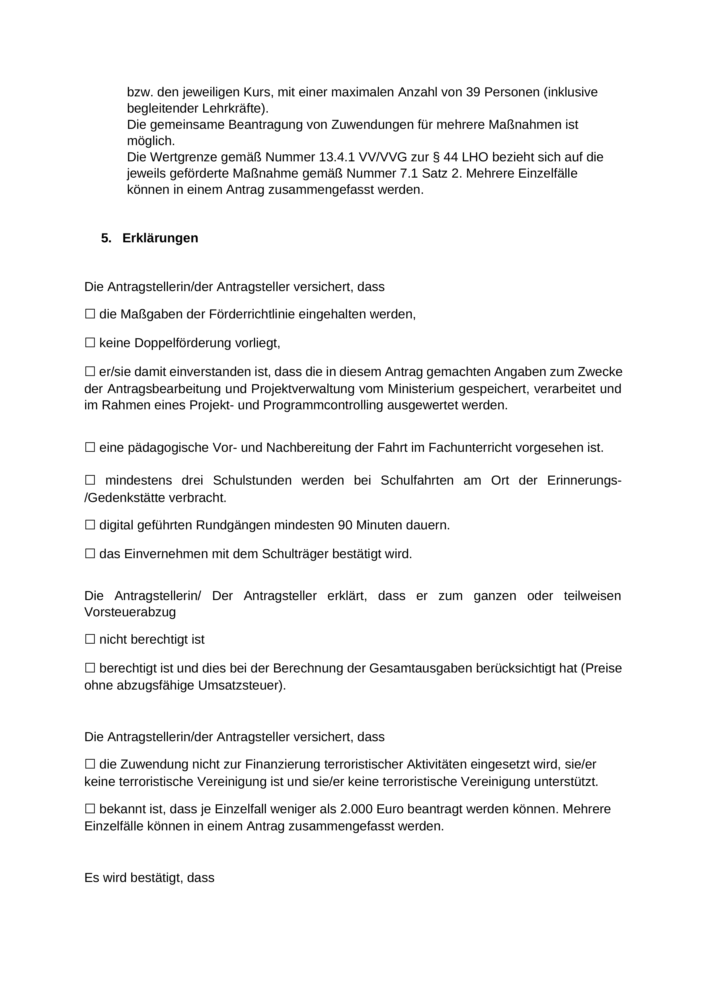 bzw. den jeweiligen Kurs, mit einer maximalen Anzahl von 39 Personen (inklusive
begleitender Lehrkräfte).
Die gemeinsame Beantragung von Zuwendungen für mehrere Maßnahmen ist
möglich.
Die Wertgrenze gemäß Nummer 13.4.1 VV/VVG zur § 44 LHO bezieht sich auf die
jeweils geförderte Maßnahme gemäß Nummer 7.1 Satz 2. Mehrere Einzelfälle
können in einem Antrag zusammengefasst werden.
5. Erklärungen
Die Antragstellerin/der Antragsteller versichert, dass
☐ die Maßgaben der Förderrichtlinie eingehalten werden,
☐ keine Doppelförderung vorliegt,
☐ er/sie damit einverstanden ist, dass die in diesem Antrag gemachten Angaben zum Zwecke
der Antragsbearbeitung und Projektverwaltung vom Ministerium gespeichert, verarbeitet und
im Rahmen eines Projekt- und Programmcontrolling ausgewertet werden.
☐ eine pädagogische Vor- und Nachbereitung der Fahrt im Fachunterricht vorgesehen ist.
☐ mindestens drei Schulstunden werden bei Schulfahrten am Ort der Erinnerungs-
/Gedenkstätte verbracht.
☐ digital geführten Rundgängen mindesten 90 Minuten dauern.
☐ das Einvernehmen mit dem Schulträger bestätigt wird.
Die Antragstellerin/ Der Antragsteller erklärt, dass er zum ganzen oder teilweisen
Vorsteuerabzug
☐ nicht berechtigt ist
☐ berechtigt ist und dies bei der Berechnung der Gesamtausgaben berücksichtigt hat (Preise
ohne abzugsfähige Umsatzsteuer).
Die Antragstellerin/der Antragsteller versichert, dass
☐ die Zuwendung nicht zur Finanzierung terroristischer Aktivitäten eingesetzt wird, sie/er
keine terroristische Vereinigung ist und sie/er keine terroristische Vereinigung unterstützt.
☐ bekannt ist, dass je Einzelfall weniger als 2.000 Euro beantragt werden können. Mehrere
Einzelfälle können in einem Antrag zusammengefasst werden.
Es wird bestätigt, dass